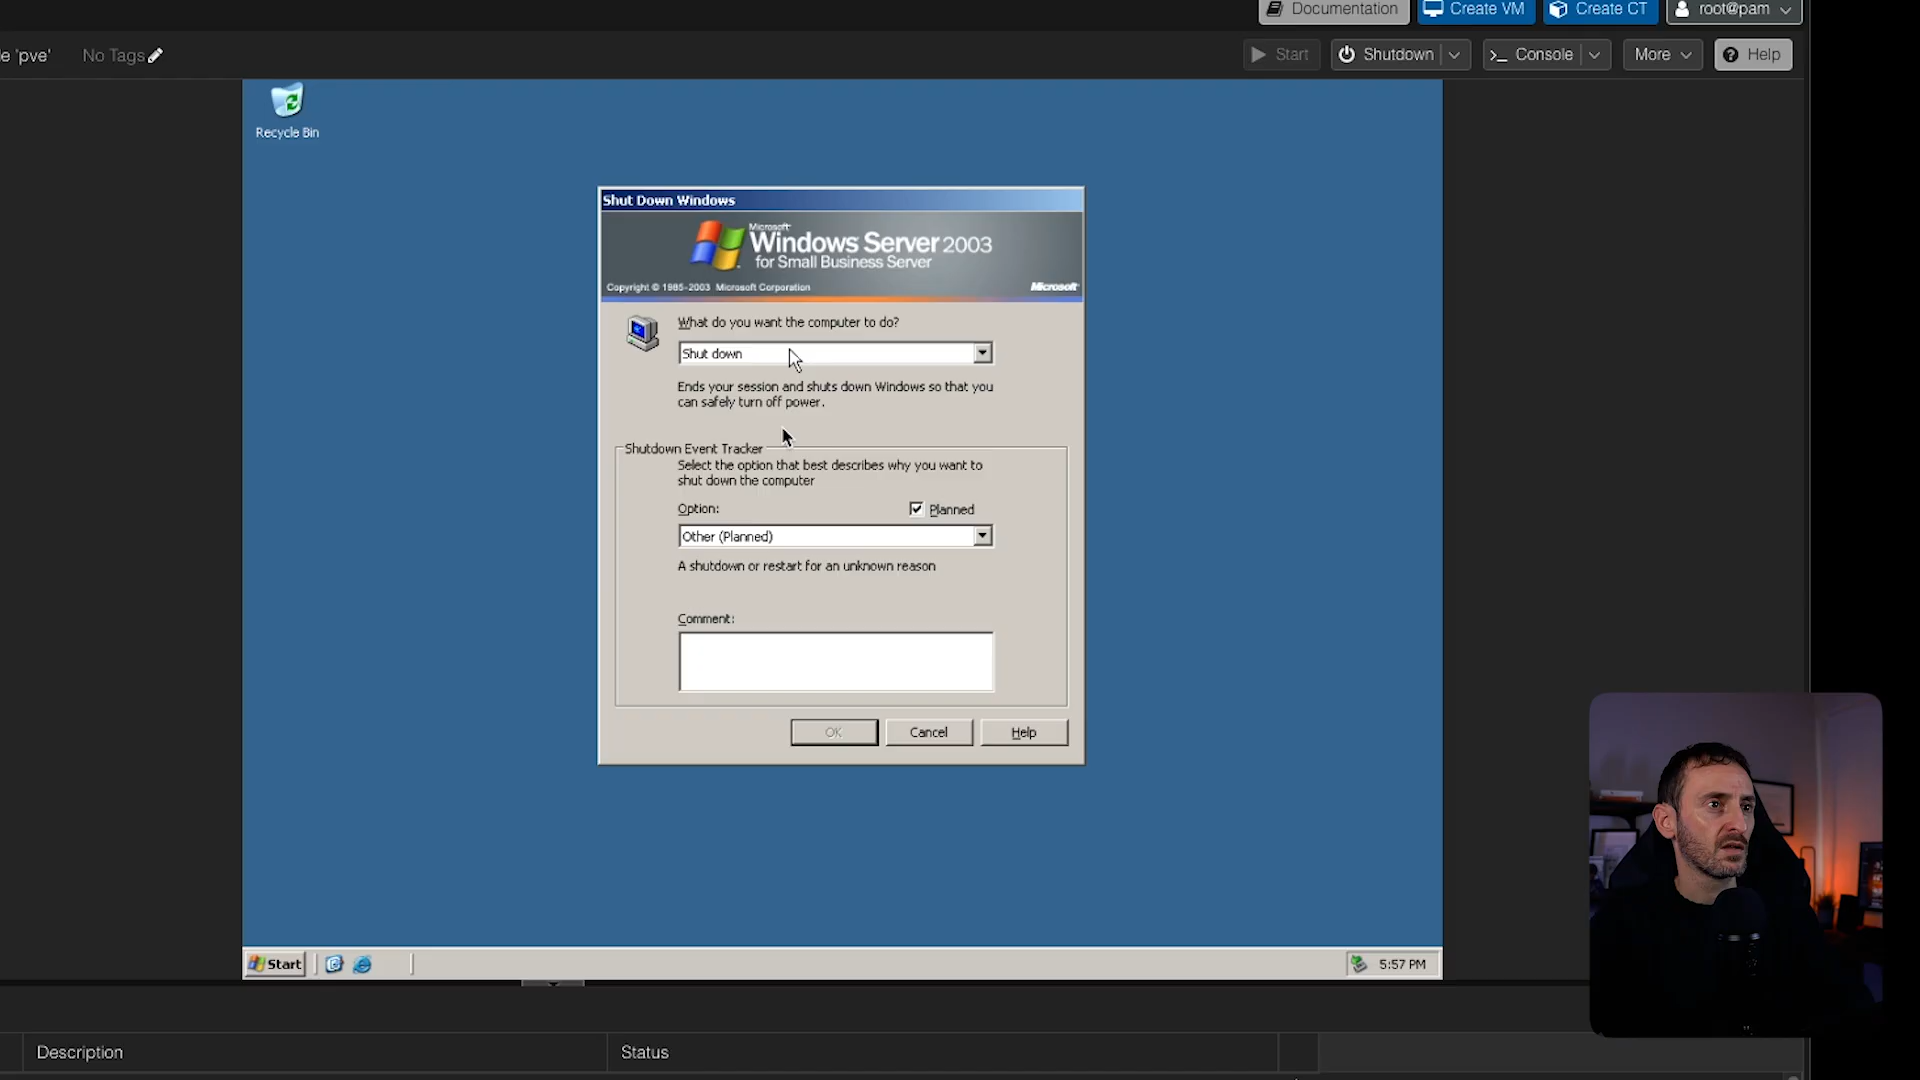 Documentation
Create VM
Create CT
root@pam
e 'pve'
No Tags
Start
Shutdown
Console
More
Help
Recycle Bin
Shut Down Windows
Microsoft
Windows Server 2003
for Small Business Server
Copyright © 1985-2003 Microsoft Corporation
Microsoft
What do you want the computer to do?
Shut down
Ends your session and shuts down Windows so that you
can safely turn off power.
Shutdown Event Tracker
Select the option that best describes why you want to
shut down the computer
Option:
Planned
Other (Planned)
A shutdown or restart for an unknown reason
Comment:
OK
Cancel
Help
Start
5:57 PM
Description
Status